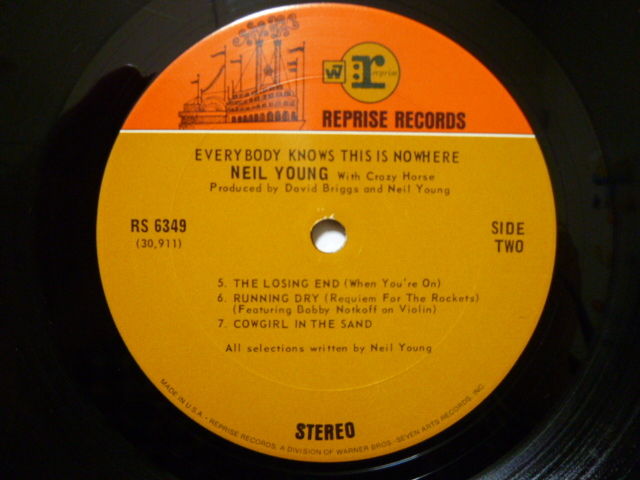 W r reprise
REPRISE RECORDS
EVERYBODY KNOWS THIS IS NOWHERE
NEIL YOUNG With Crazy Horse
Produced by David Briggs and Neil Young
RS 6349
(30,911)
SIDE
TWO
5. THE LOSING END (When You're On)
6. RUNNING DRY (Requiem For The Rockets)
(Featuring Bobby Notkoff on Violin)
7. COWGIRL IN THE SAND
All selections written by Neil Young
STEREO
MADE IN U.S.A. - REPRISE RECORDS, A DIVISION OF WARNER BROS.-SEVEN ARTS RECORDS, INC.